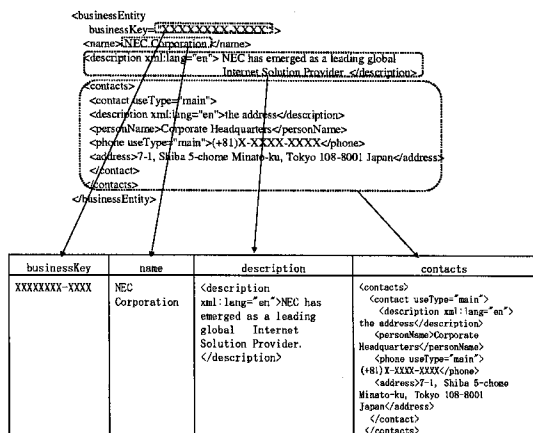 <businessEntity
businessKey="XXXXXXXX-XXXX">
<name>NEC Corporation</name>
<description xml:lang="en"> NEC has emerged as a leading global
Internet Solution Provider. </description>
<contacts>
<contact useType="main">
<description xml:lang="en">the address</description>
<personName>Corporate Headquarters</personName>
<phone useType="main">(+81)X-XXXX-XXXX</phone>
<address>7-1, Shiba 5-chome Minato-ku, Tokyo 108-8001 Japan</address>
</contact>
</contacts>
</businessEntity>
businessKey name description contacts
XXXXXXXX-XXXX
NEC
Corporation
<description
xml:lang="en">NEC has
emerged as a leading
global Internet
Solution Provider.
</description>
<contacts>
<contact useType="main">
<description xml:lang="en">
the address</description>
<personName>Corporate
Headquarters</personName>
<phone useType="main">
(+81)X-XXXX-XXXX</phone>
<address>7-1, Shiba 5-chome
Minato-ku, Tokyo 108-8001
Japan</address>
</contact>
</contacts>